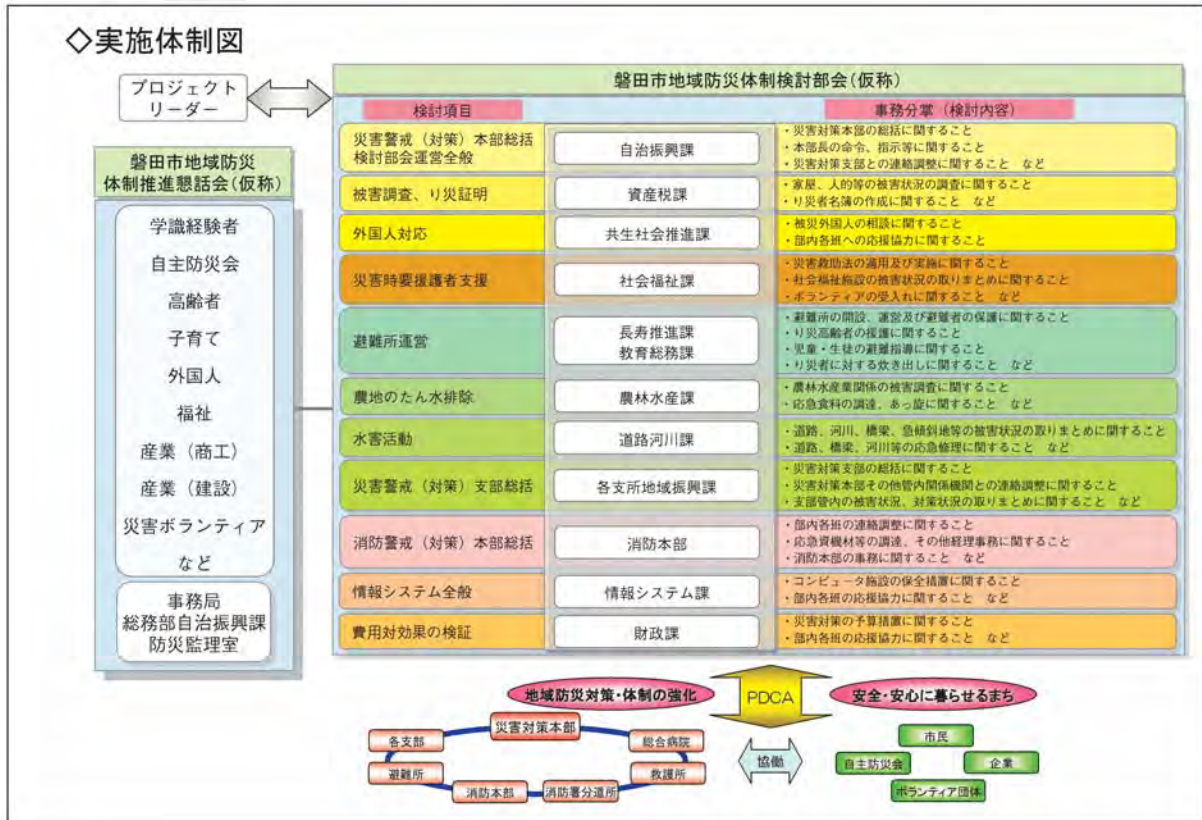 ◇実施体制図
プロジェクト
リーダー
磐田市地域防災
体制推進懇話会(仮称)
学識経験者
自主防災会
高齢者
子育て
外国人
福祉
産業（商工）
産業（建設）
災害ボランティア
など
事務局
総務部自治振興課
防災監理室
磐田市地域防災体制検討部会(仮称)
検討項目
事務分掌（検討内容）
災害警戒（対策）本部総括
検討部会運営全般
自治振興課
・災害対策本部の総括に関すること
・本部長の命令、指示等に関すること
・災害対策支部との連絡調整に関すること　など
被害調査、り災証明
資産税課
・家屋、人的等の被害状況の調査に関すること
・り災者名簿の作成に関すること　など
外国人対応
共生社会推進課
・被災外国人の相談に関すること
・部内各班への応援協力に関すること
災害時要援護者支援
社会福祉課
・災害救助法の適用及び実施に関すること
・社会福祉施設の被害状況の取りまとめに関すること
・ボランティアの受入れに関すること　など
避難所運営
長寿推進課
教育総務課
・避難所の開設、運営及び避難者の保護に関すること
・り災高齢者の援護に関すること
・児童・生徒の避難指導に関すること
・り災者に対する炊き出しに関すること　など
農地のたん水排除
農林水産課
・農林水産業関係の被害調査に関すること
・応急食料の調達、あっ旋に関すること　など
水害活動
道路河川課
・道路、河川、橋梁、急傾斜地等の被害状況の取りまとめに関すること
・道路、橋梁、河川等の応急修理に関すること　など
災害警戒（対策）支部総括
各支所地域振興課
・災害対策支部の総括に関すること
・災害対策本部その他管内関係機関との連絡調整に関すること
・支部管内の被害状況、対策状況の取りまとめに関すること　など
消防警戒（対策）本部総括
消防本部
・部内各班の連絡調整に関すること
・応急資機材等の調達、その他経理事務に関すること
・消防本部の事務に関すること　など
情報システム全般
情報システム課
・コンピュータ施設の保全措置に関すること
・部内各班の応援協力に関すること　など
費用対効果の検証
財政課
・災害対策の予算措置に関すること
・部内各班の応援協力に関すること　など
地域防災対策・体制の強化
PDCA
安全・安心に暮らせるまち
災害対策本部
各支部
総合病院
避難所
救護所
消防本部
消防署分遣所
協働
市民
自主防災会
企業
ボランティア団体